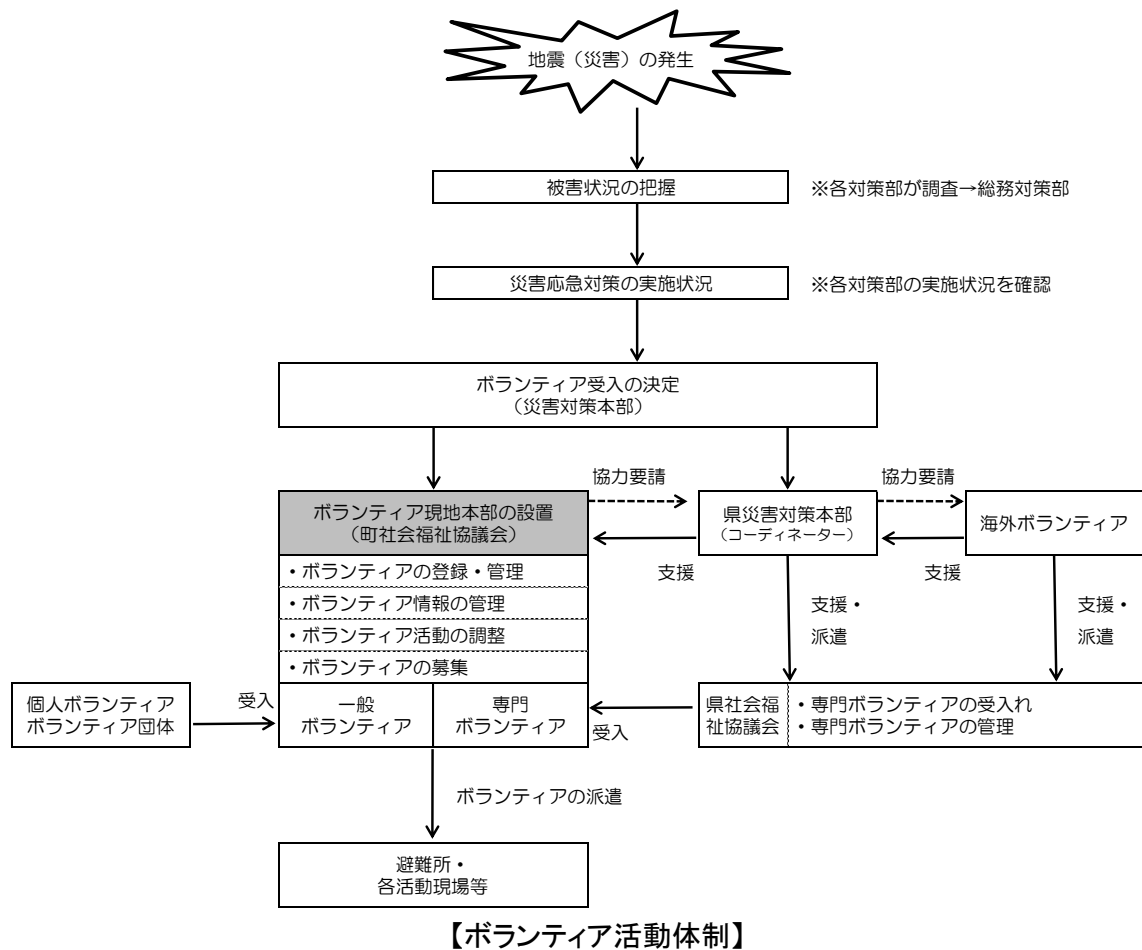 地震（災害）の発生
被害状況の把握
※各対策部が調査→総務対策部
災害応急対策の実施状況
※各対策部の実施状況を確認
ボランティア受入の決定
（災害対策本部）
協力要請
協力要請
ボランティア現地本部の設置
（町社会福祉協議会）
県災害対策本部
（コーディネーター）
海外ボランティア
支援
支援
・ボランティアの登録・管理
・ボランティア情報の管理
・ボランティア活動の調整
・ボランティアの募集
支援・
派遣
支援・
派遣
個人ボランティア
ボランティア団体
受入
一般
ボランティア
専門
ボランティア
受入
県社会福
祉協議会
・専門ボランティアの受入れ
・専門ボランティアの管理
ボランティアの派遣
避難所・
各活動現場等
【ボランティア活動体制】